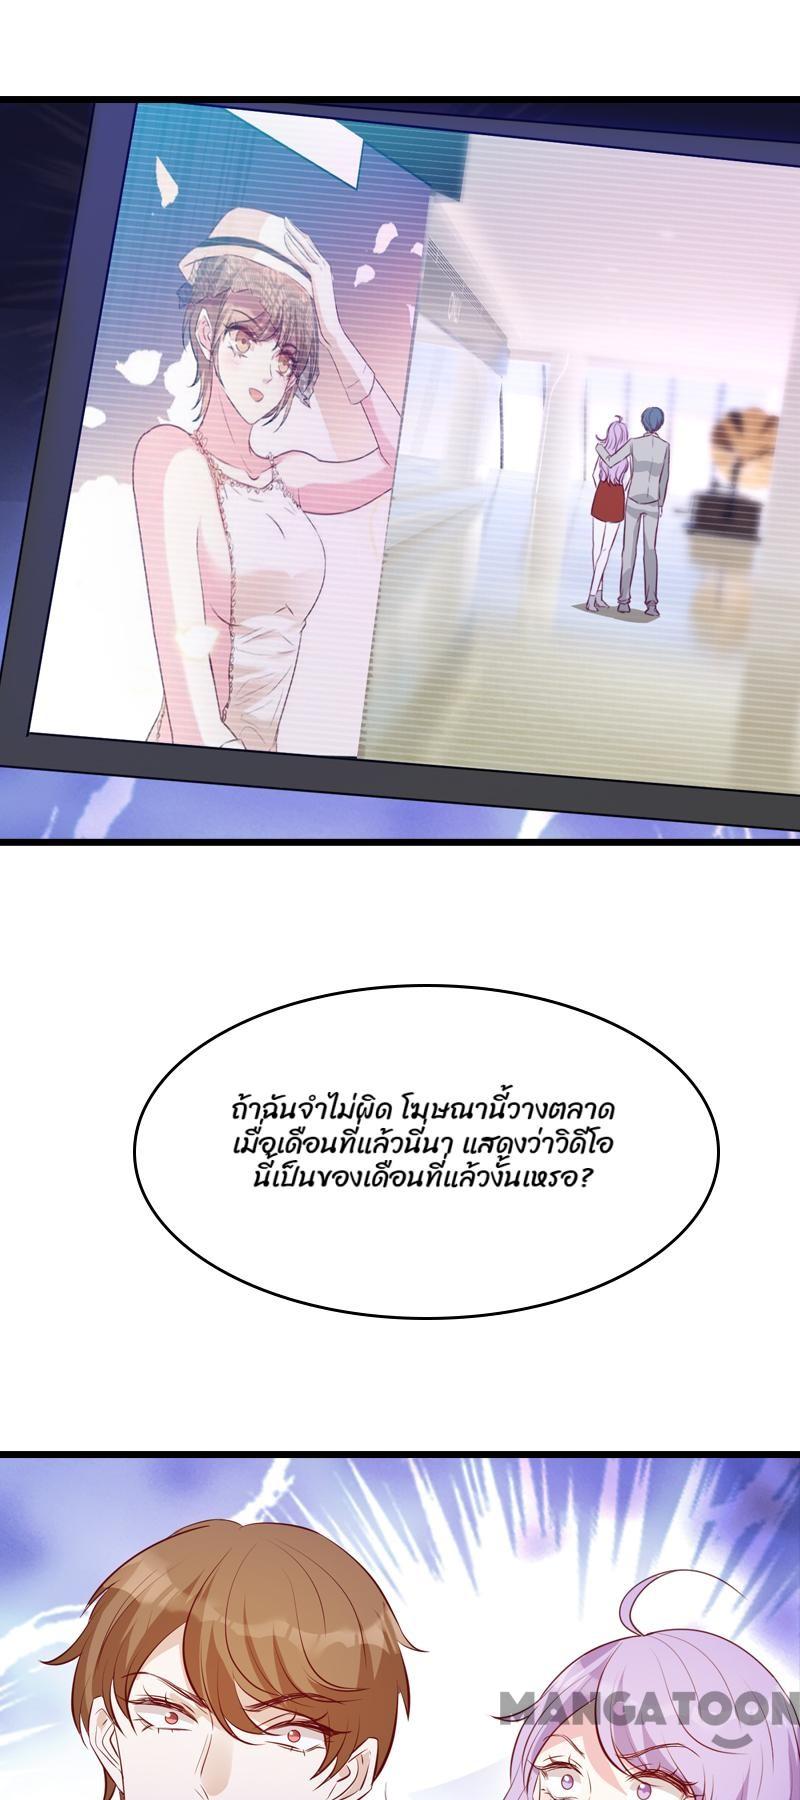 ถ้าฉันจำไม่ผิด โฆษณานี้วางตลาด
เมื่อเดือนที่แล้วนี่นา แสดงว่าวิดีโอ
นี้เป็นของเดือนที่แล้วงั้นเหรอ?
MANGATOON